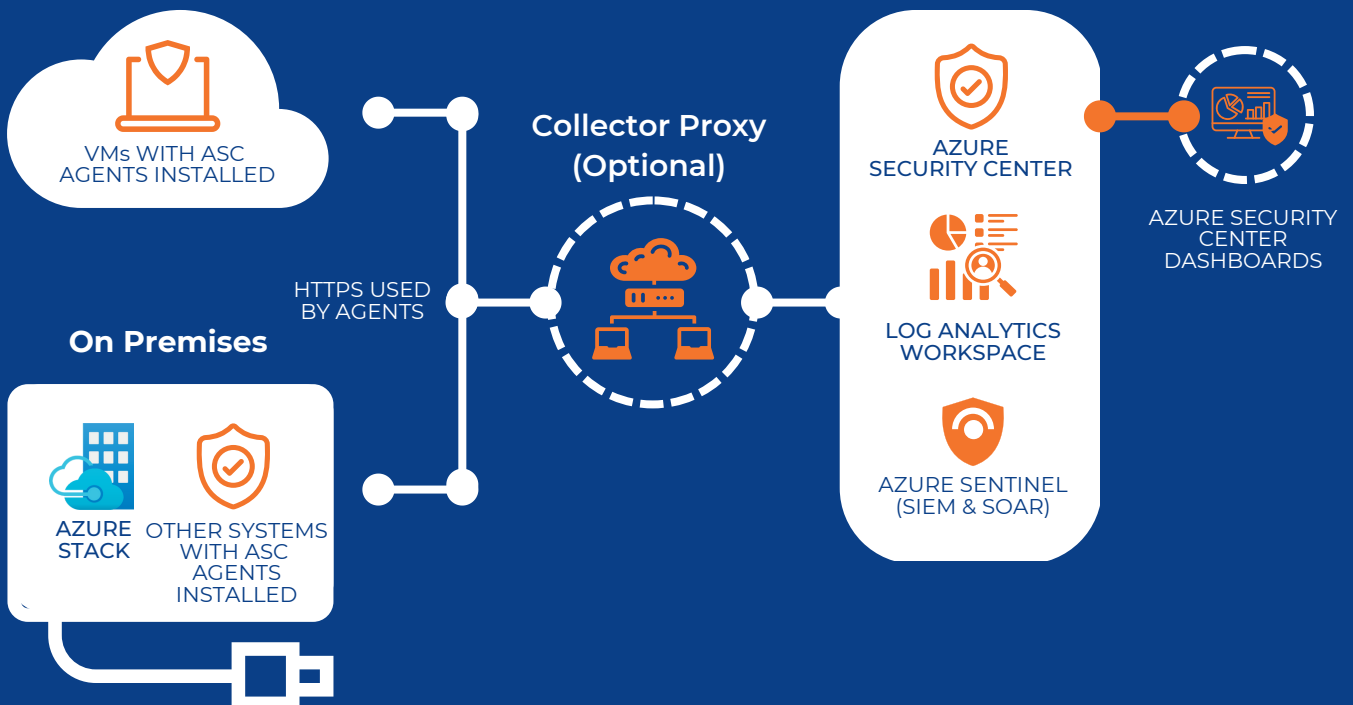 VMs WITH ASC
AGENTS INSTALLED
On Premises
AZURE
STACK
OTHER SYSTEMS
WITH ASC
AGENTS
INSTALLED
HTTPS USED
BY AGENTS
Collector Proxy
(Optional)
AZURE
SECURITY CENTER
LOG ANALYTICS
WORKSPACE
AZURE SENTINEL
(SIEM & SOAR)
AZURE SECURITY
CENTER
DASHBOARDS